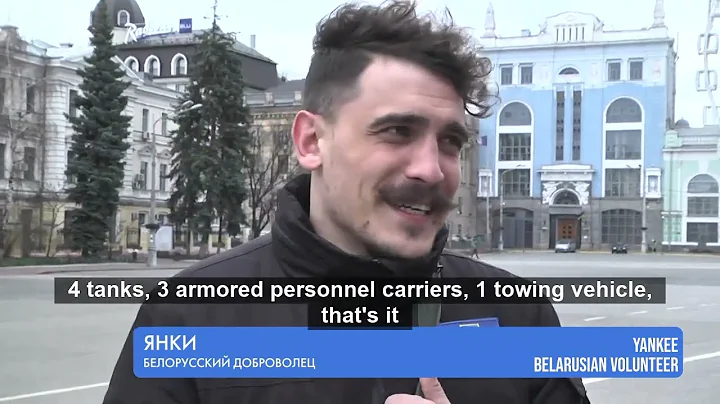 4 tanks, 3 armored personnel carriers, 1 towing vehicle,
that's it
ЯНКИ
БЕЛОРУССКИЙ ДОБРОВОЛЕЦ
YANKEE
BELARUSIAN VOLUNTEER